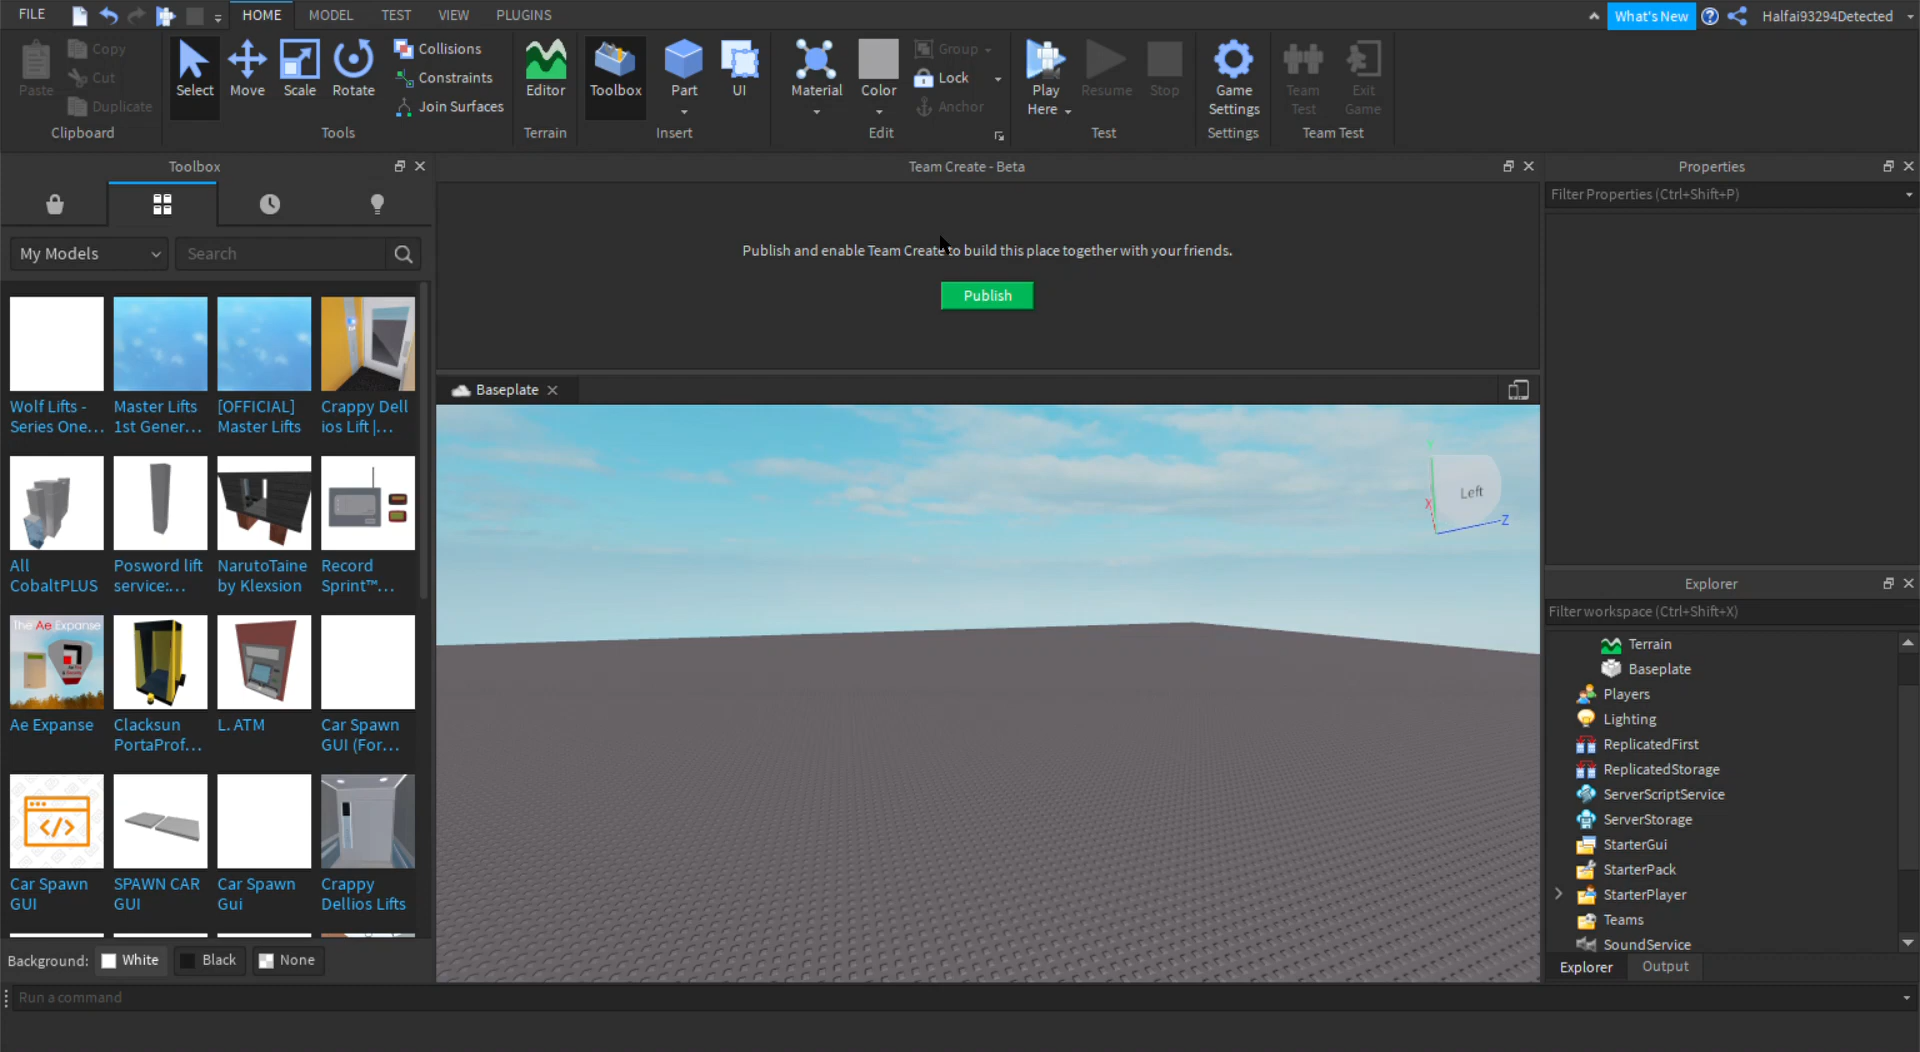 FILE HOME MODEL TEST VIEW PLUGINS What's New Halfai93294Detected
Paste Copy Cut Duplicate Clipboard
Select Move Scale Rotate Collisions Constraints Join Surfaces Tools
Editor Terrain
Toolbox Part UI Insert
Material Color Group Lock Anchor Edit
Play Here Resume Stop Test
Game Settings Settings
Team Test Exit Game Team Test
Toolbox
My Models Search
Wolf Lifts - Series One...
Master Lifts 1st Gener...
[OFFICIAL] Master Lifts
Crappy Dell ios Lift |...
All CobaltPLUS
Posword lift service:...
NarutoTaine by Klexsion
Record Sprint™...
The Ae Expanse
Ae Expanse
Clacksun PortaProf...
L. ATM
Car Spawn GUI (For...
Car Spawn GUI
SPAWN CAR GUI
Car Spawn Gui
Crappy Dellios Lifts
Background: White Black None
Team Create - Beta
Publish and enable Team Create to build this place together with your friends.
Publish
Baseplate
Y
Left
X
Z
Properties
Filter Properties (Ctrl+Shift+P)
Explorer
Filter workspace (Ctrl+Shift+X)
Terrain
Baseplate
Players
Lighting
ReplicatedFirst
ReplicatedStorage
ServerScriptService
ServerStorage
StarterGui
StarterPack
StarterPlayer
Teams
SoundService
Explorer Output
Run a command